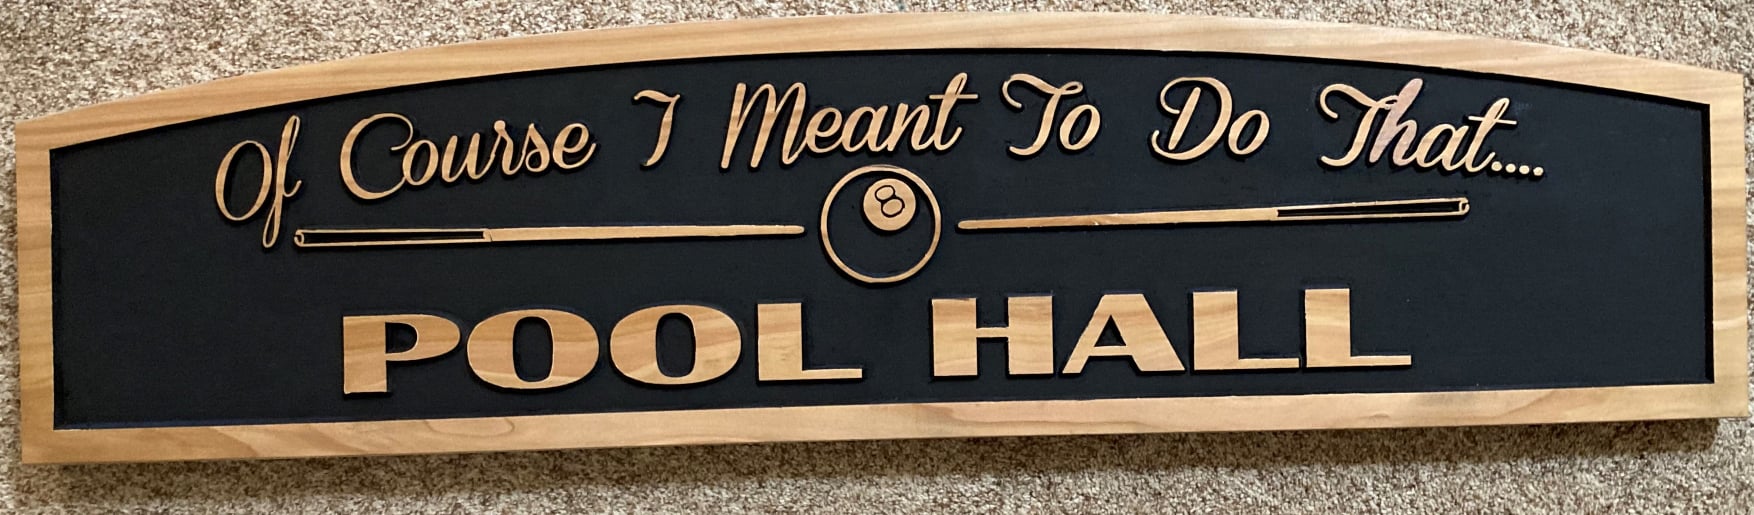 Of Course I Meant To Do That....
8
POOL HALL